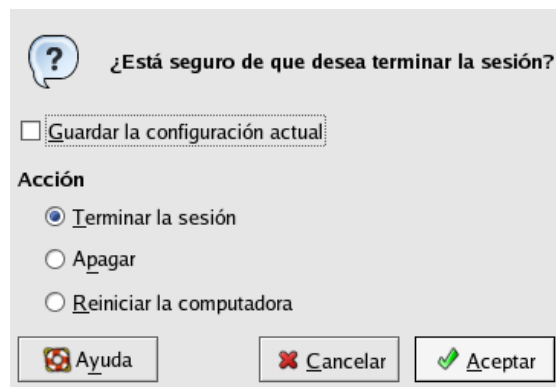 ¿Está seguro de que desea terminar la sesión?
Guardar la configuración actual
Acción
Terminar la sesión
Apagar
Reiniciar la computadora
Ayuda
Cancelar
Aceptar